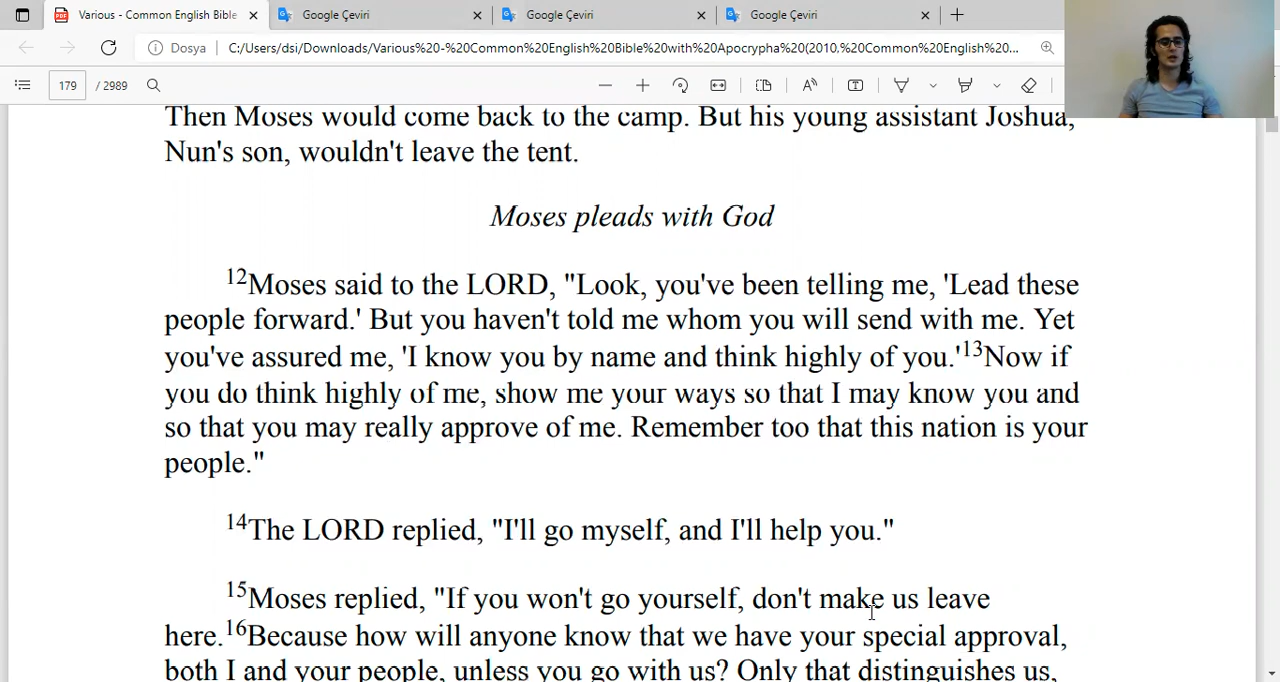 Various - Common English Bible
Google Çeviri
Google Çeviri
Google Çeviri
Dosya
C:/Users/dsi/Downloads/Various%20-%20Common%20English%20Bible%20with%20Apocrypha%20(2010,%20Common%20English%20...
179 / 2989
Then Moses would come back to the camp. But his young assistant Joshua,
Nun's son, wouldn't leave the tent.
Moses pleads with God
12Moses said to the LORD, "Look, you've been telling me, 'Lead these
people forward.' But you haven't told me whom you will send with me. Yet
you've assured me, 'I know you by name and think highly of you.'13Now if
you do think highly of me, show me your ways so that I may know you and
so that you may really approve of me. Remember too that this nation is your
people."
14The LORD replied, "I'll go myself, and I'll help you."
15Moses replied, "If you won't go yourself, don't make us leave
here.16Because how will anyone know that we have your special approval,
both I and your people, unless you go with us? Only that distinguishes us,